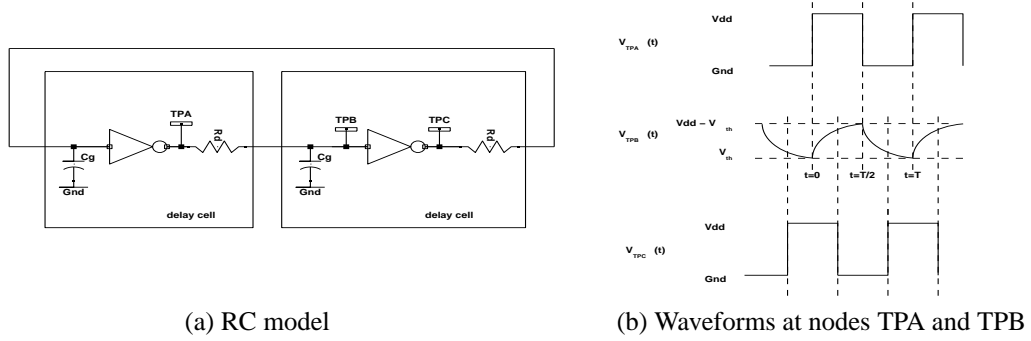 TPA
Rd
Cg
Gnd
delay cell
TPB
TPC
Rd
Cg
Gnd
delay cell
(a) RC model
Vdd
V TPA (t)
Gnd
Vdd – V th
V TPB (t)
V th
t=0
t=T/2
t=T
Vdd
V TPC (t)
Gnd
(b) Waveforms at nodes TPA and TPB